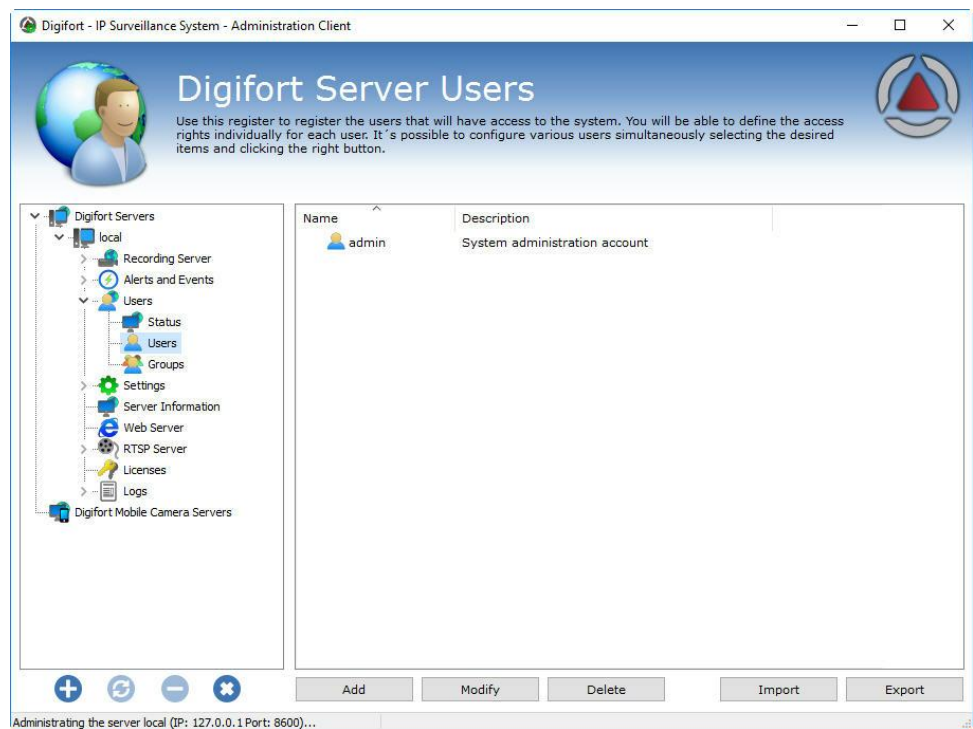 Digifort - IP Surveillance System - Administration Client
Digifort Server Users
Use this register to register the users that will have access to the system. You will be able to define the access
rights individually for each user. It´s possible to configure various users simultaneously selecting the desired
items and clicking the right button.
Digifort Servers
local
Recording Server
Alerts and Events
Users
Status
Users
Groups
Settings
Server Information
Web Server
RTSP Server
Licenses
Logs
Digifort Mobile Camera Servers
Name Description
admin System administration account
Add Modify Delete Import Export
Administrating the server local (IP: 127.0.0.1 Port: 8600)...